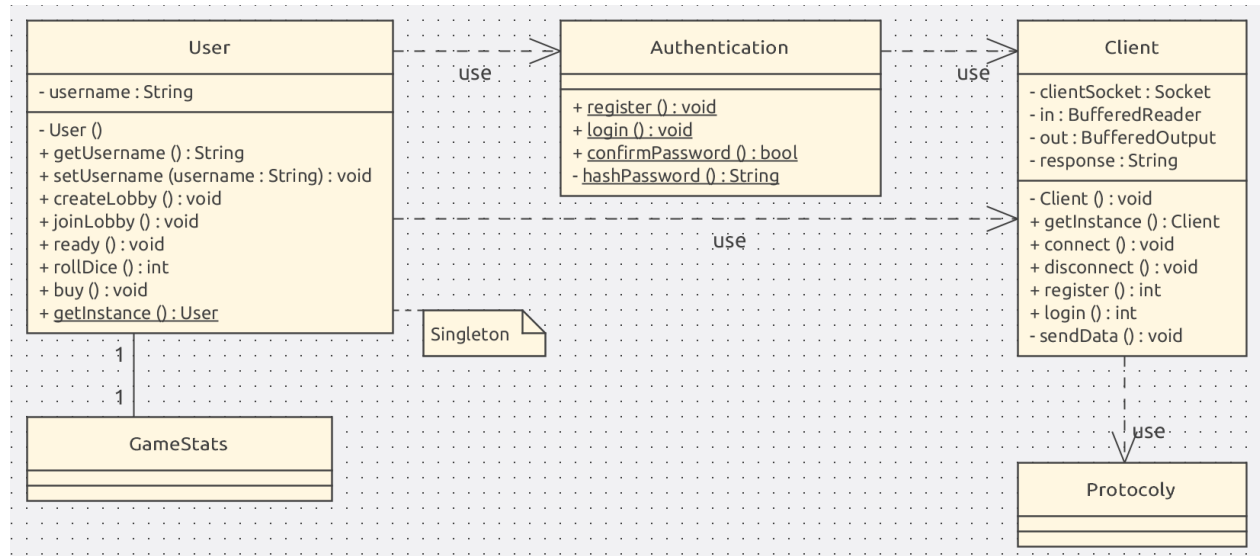 User
- username : String
- User ()
+ getUsername () : String
+ setUsername (username : String) : void
+ createLobby () : void
+ joinLobby () : void
+ ready () : void
+ rollDice () : int
+ buy () : void
+ getInstance () : User
use
Authentication
+ register () : void
+ login () : void
+ confirmPassword () : bool
- hashPassword () : String
use
Client
- clientSocket : Socket
- in : BufferedReader
- out : BufferedOutput
- response : String
- Client () : void
+ getInstance () : Client
+ connect () : void
+ disconnect () : void
+ register () : int
+ login () : int
- sendData () : void
use
Singleton
1
1
GameStats
use
Protocoly